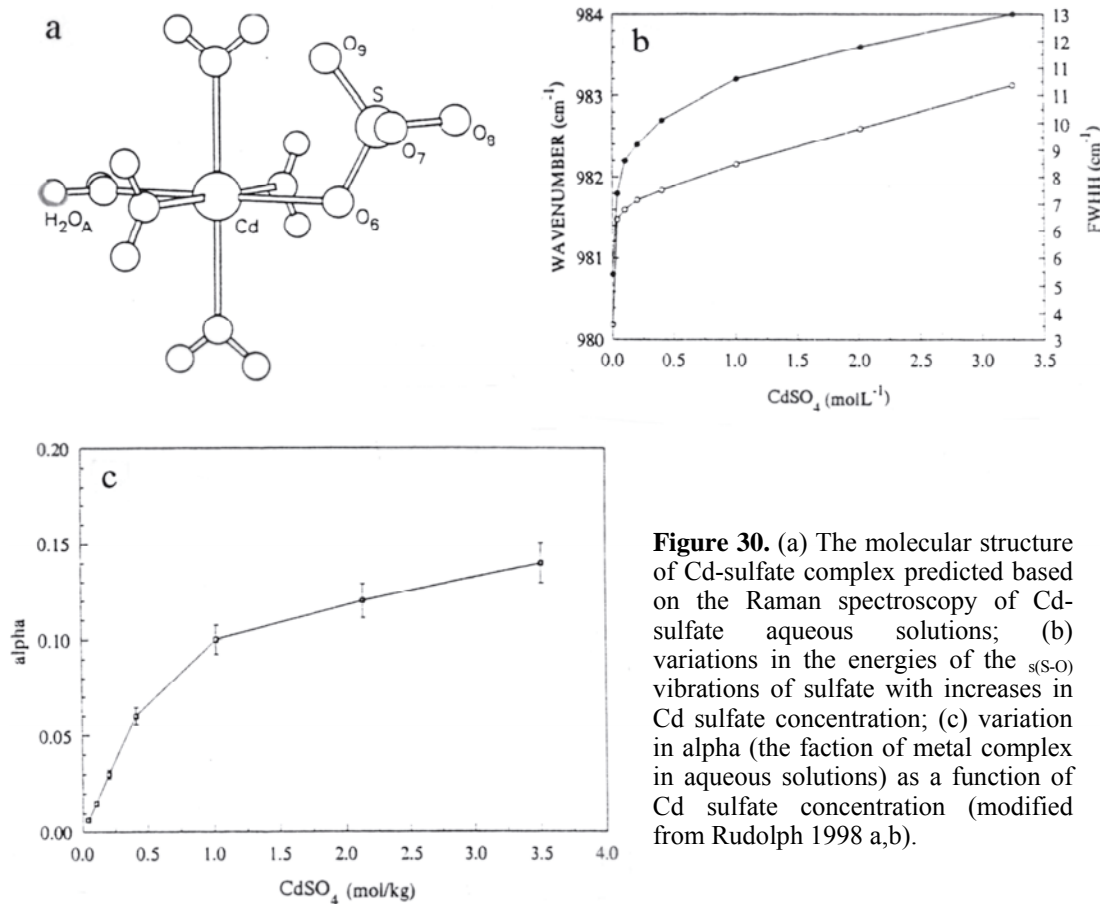 a
O₉
S
O₈
O₇
O₆
H₂O_A
Cd
b
984
983
982
981
980
WAVENUMBER (cm⁻¹)
13
12
11
10
9
8
7
6
5
4
3
FWHH (cm⁻¹)
0.0 0.5 1.0 1.5 2.0 2.5 3.0 3.5
CdSO₄ (molL⁻¹)
c
0.20
0.15
0.10
0.05
0.00
alpha
0.0 0.5 1.0 1.5 2.0 2.5 3.0 3.5 4.0
CdSO₄ (mol/kg)
Figure 30. (a) The molecular structure
of Cd-sulfate complex predicted based
on the Raman spectroscopy of Cd-
sulfate aqueous solutions; (b)
variations in the energies of the s(S-O)
vibrations of sulfate with increases in
Cd sulfate concentration; (c) variation
in alpha (the faction of metal complex
in aqueous solutions) as a function of
Cd sulfate concentration (modified
from Rudolph 1998 a,b).